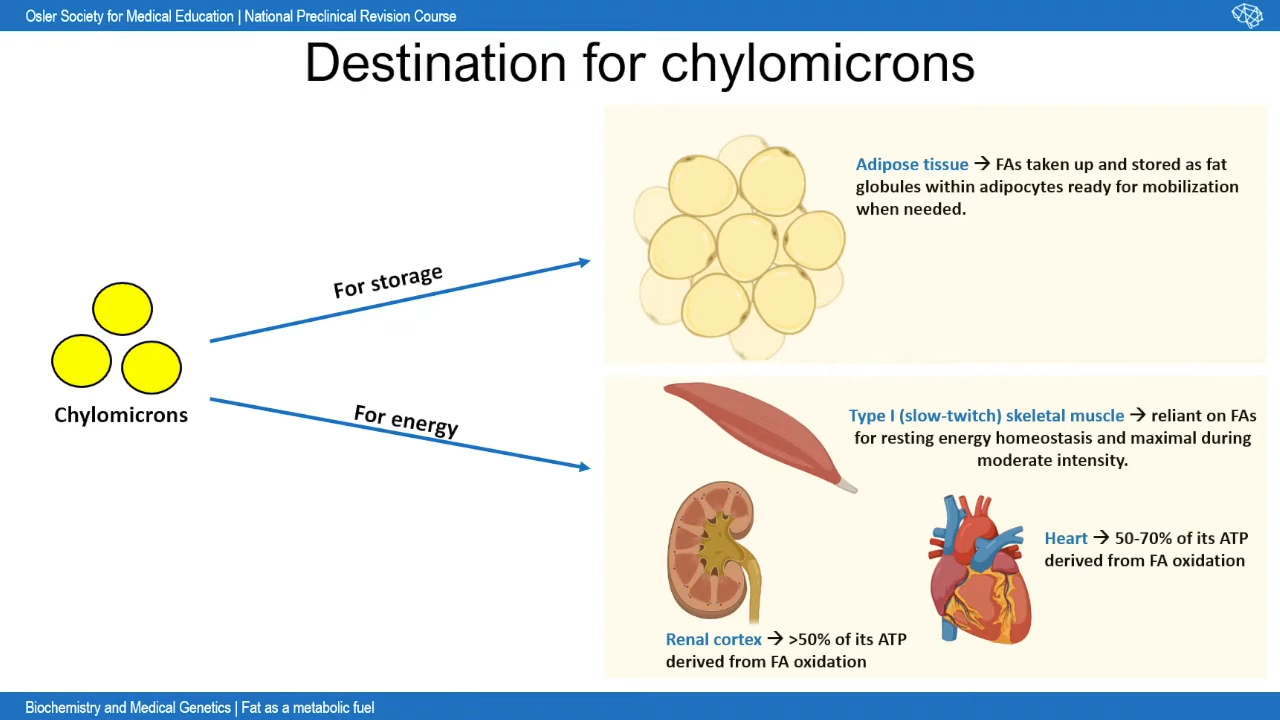 Osler Society for Medical Education | National Preclinical Revision Course
Destination for chylomicrons
Adipose tissue → FAs taken up and stored as fat
globules within adipocytes ready for mobilization
when needed.
For storage
Chylomicrons
For energy
Type I (slow-twitch) skeletal muscle → reliant on FAs
for resting energy homeostasis and maximal during
moderate intensity.
Heart → 50-70% of its ATP
derived from FA oxidation
Renal cortex → >50% of its ATP
derived from FA oxidation
Biochemistry and Medical Genetics | Fat as a metabolic fuel